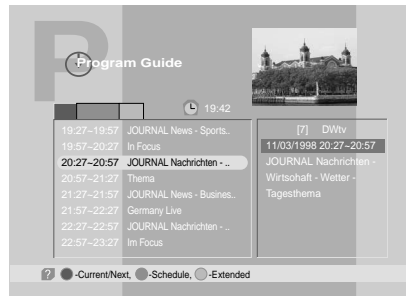 P
Program Guide
19:42
19:27~19:57 JOURNAL News - Sports..
19:57~20:27 In Focus
20:27~20:57 JOURNAL Nachrichten - ..
20:57~21:27 Thema
21:27~21:57 JOURNAL News - Busines..
21:57~22:27 Germany Live
22:27~22:57 JOURNAL Nachrichten - ..
22:57~23:27 Im Focus
[7] DWtv
11/03/1998 20:27~20:57
JOURNAL Nachrichten -
Wirtschaft - Wetter -
Tagesthema
? -Current/Next, -Schedule, -Extended